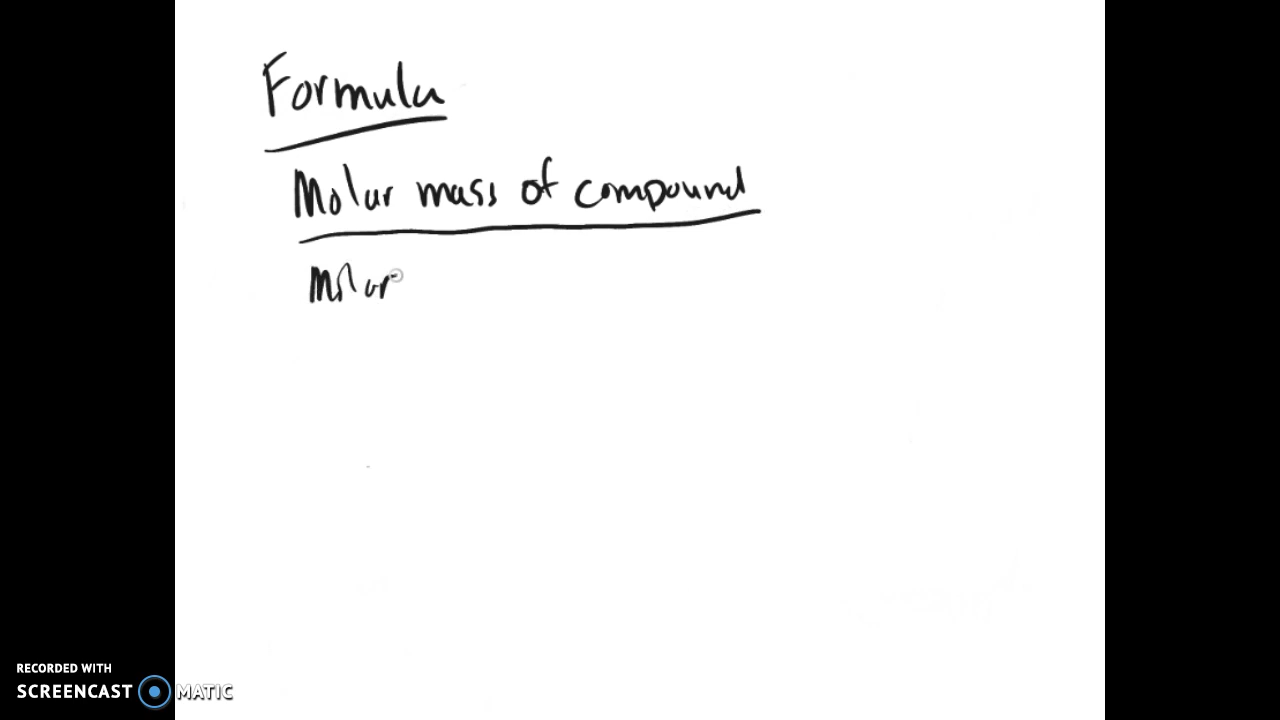 Formula
Molar mass of compound
Molar
RECORDED WITH
SCREENCAST MATIC